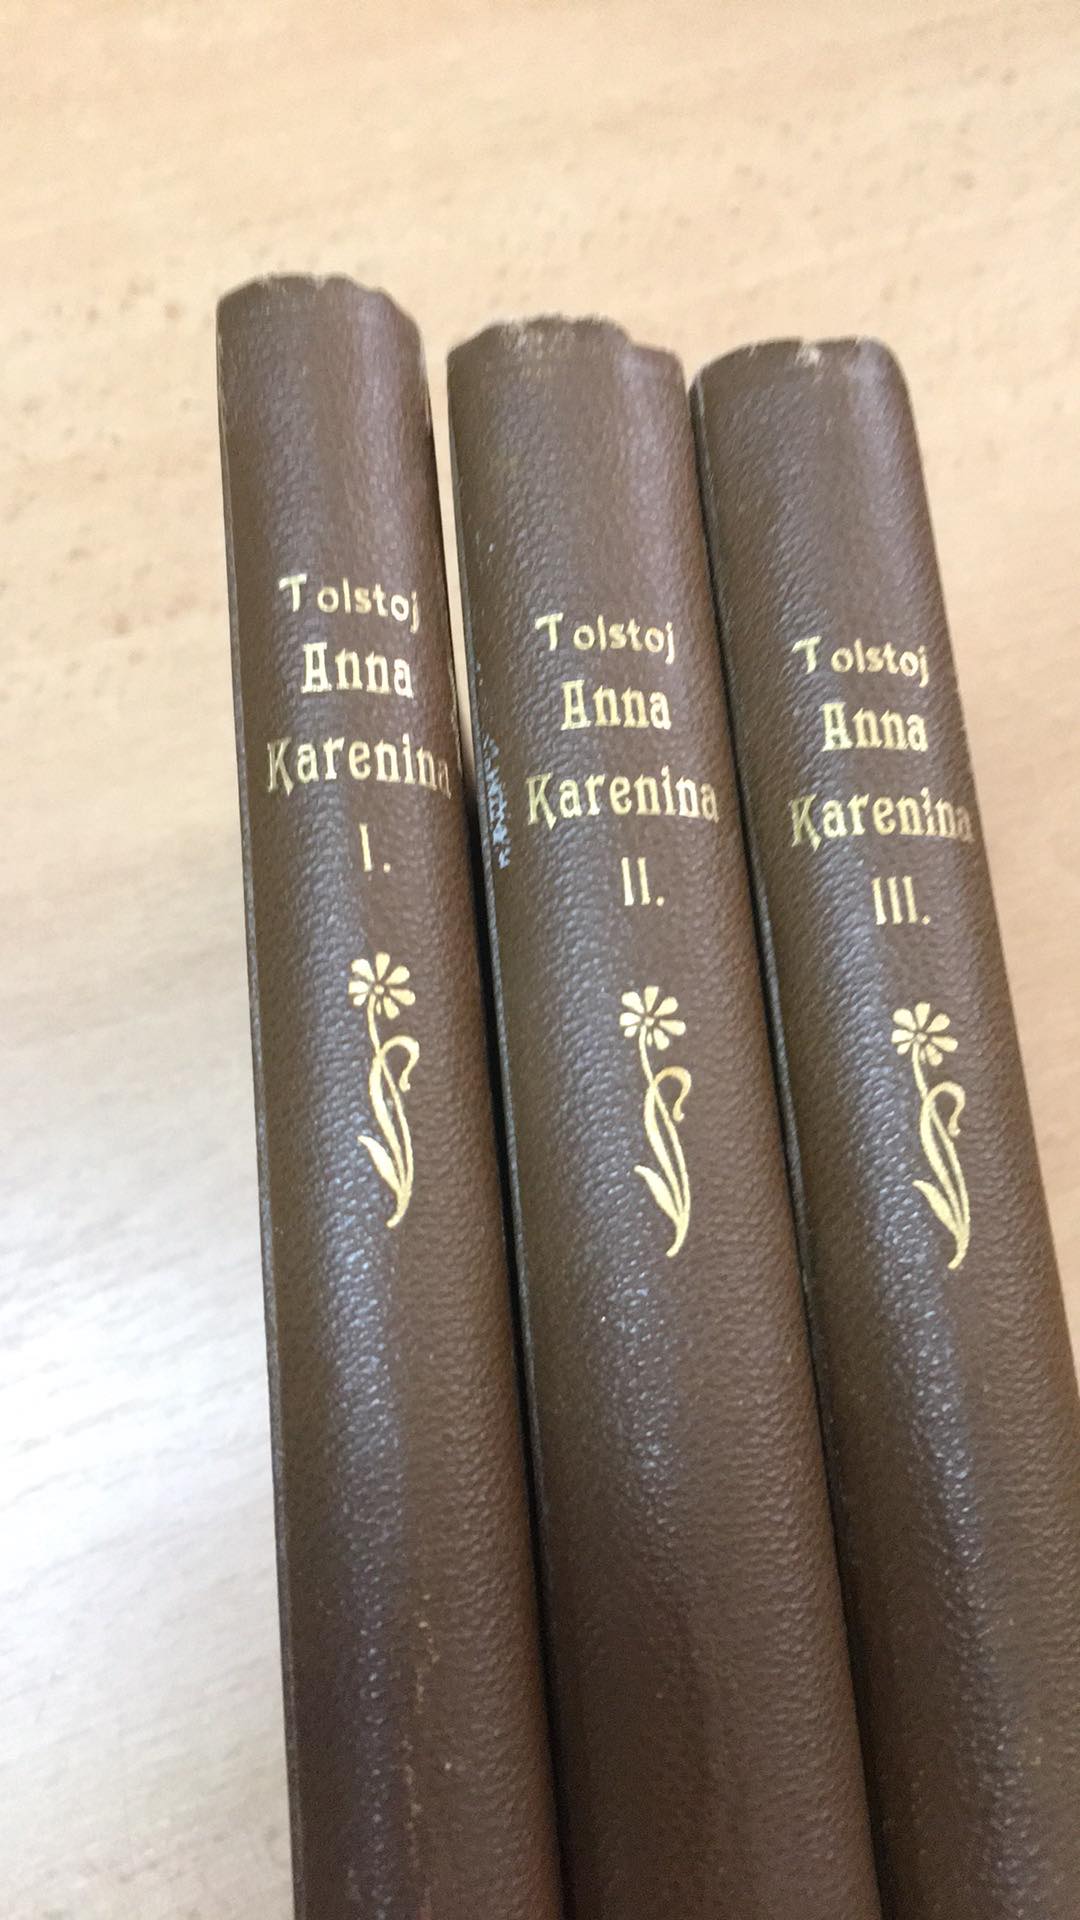 Tolstoj
Anna
Karenina
I.
Tolstoj
Anna
Karenina
II.
Tolstoj
Anna
Karenina
III.